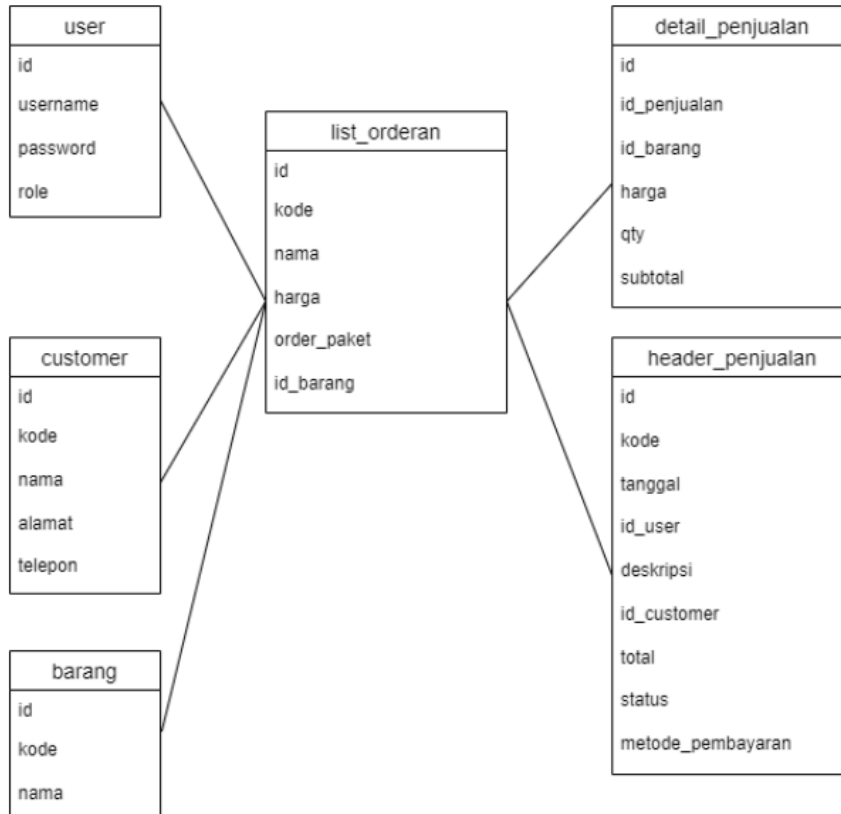 user
id
username
password
role
customer
id
kode
nama
alamat
telepon
barang
id
kode
nama
list_orderan
id
kode
nama
harga
order_paket
id_barang
detail_penjualan
id
id_penjualan
id_barang
harga
qty
subtotal
header_penjualan
id
kode
tanggal
id_user
deskripsi
id_customer
total
status
metode_pembayaran